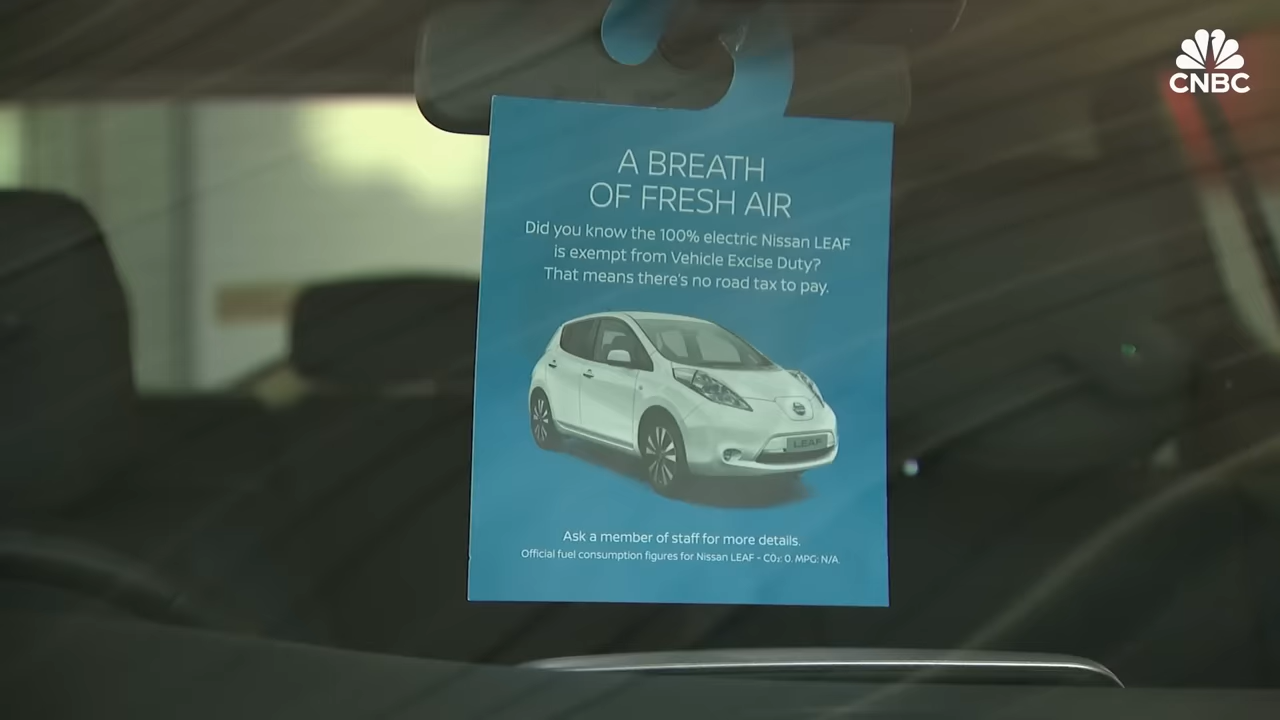 CNBC
A BREATH
OF FRESH AIR
Did you know the 100% electric Nissan LEAF
is exempt from Vehicle Excise Duty?
That means there's no road tax to pay.
LEAF
Ask a member of staff for more details.
Official fuel consumption figures for Nissan LEAF - CO₂: 0. MPG: N/A